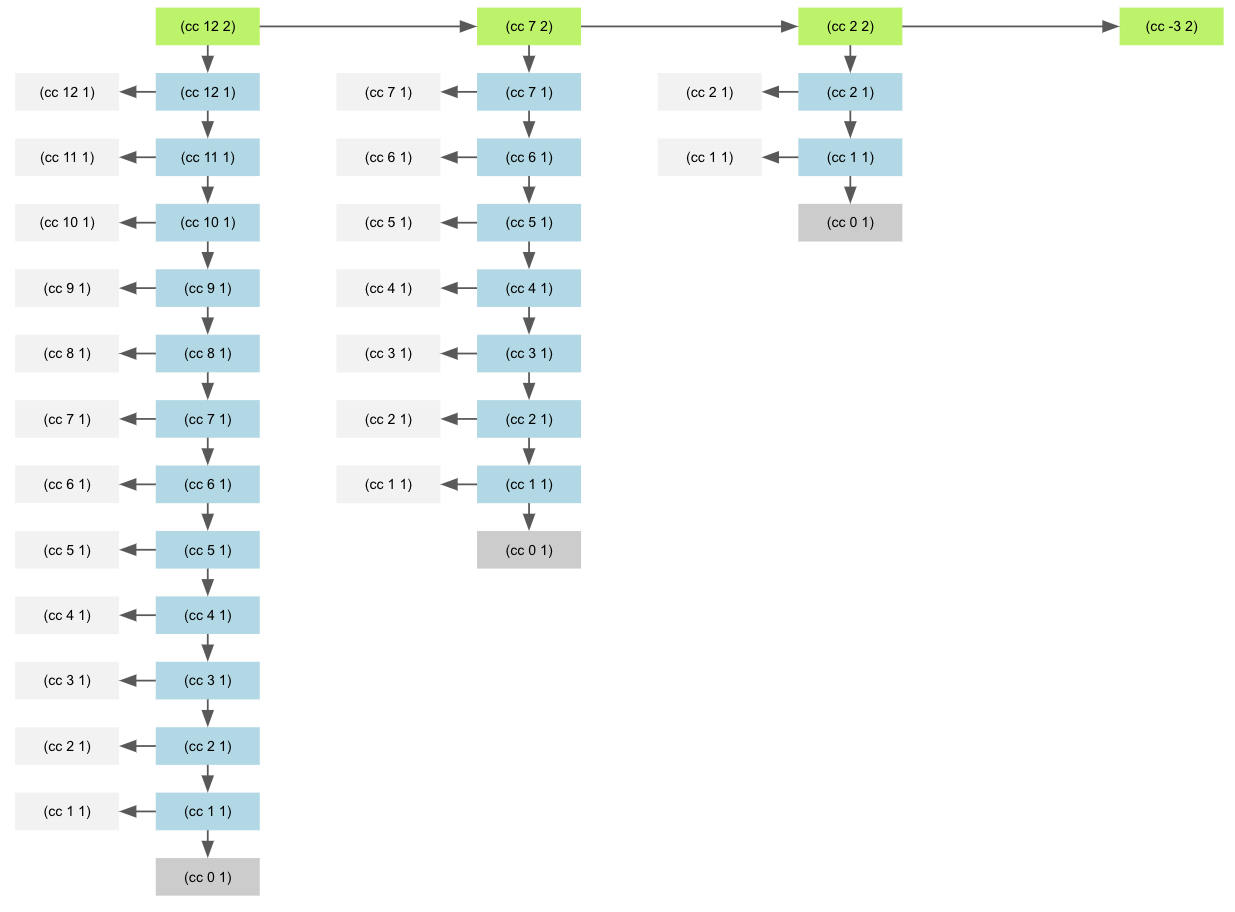 (cc 12 2) (cc 7 2) (cc 2 2) (cc -3 2)
(cc 12 1) (cc 12 1) (cc 7 1) (cc 7 1) (cc 2 1) (cc 2 1)
(cc 11 1) (cc 11 1) (cc 6 1) (cc 6 1) (cc 1 1) (cc 1 1)
(cc 10 1) (cc 10 1) (cc 5 1) (cc 5 1) (cc 0 1)
(cc 9 1) (cc 9 1) (cc 4 1) (cc 4 1)
(cc 8 1) (cc 8 1) (cc 3 1) (cc 3 1)
(cc 7 1) (cc 7 1) (cc 2 1) (cc 2 1)
(cc 6 1) (cc 6 1) (cc 1 1) (cc 1 1)
(cc 5 1) (cc 5 1) (cc 0 1)
(cc 4 1) (cc 4 1)
(cc 3 1) (cc 3 1)
(cc 2 1) (cc 2 1)
(cc 1 1) (cc 1 1)
(cc 0 1)